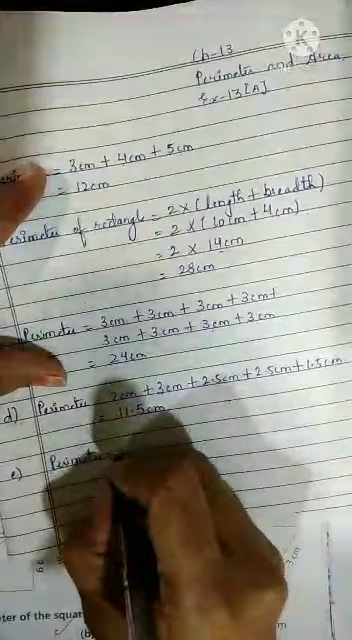 Ch-13
Perimeter and Area
Ex-13[A]
= 3cm + 4cm + 5cm
= 12cm
Perimeter of rectangle = 2 × (length + breadth)
= 2 × (10cm + 4cm)
= 2 × 14cm
= 28cm
Perimeter = 3cm + 3cm + 3cm + 3cm +
3cm + 3cm + 3cm + 3cm
= 24cm
d) Perimeter = 2cm + 3cm + 2.5cm + 2.5cm + 1.5cm
= 11.5cm
e) Perimeter =
ter of the squar